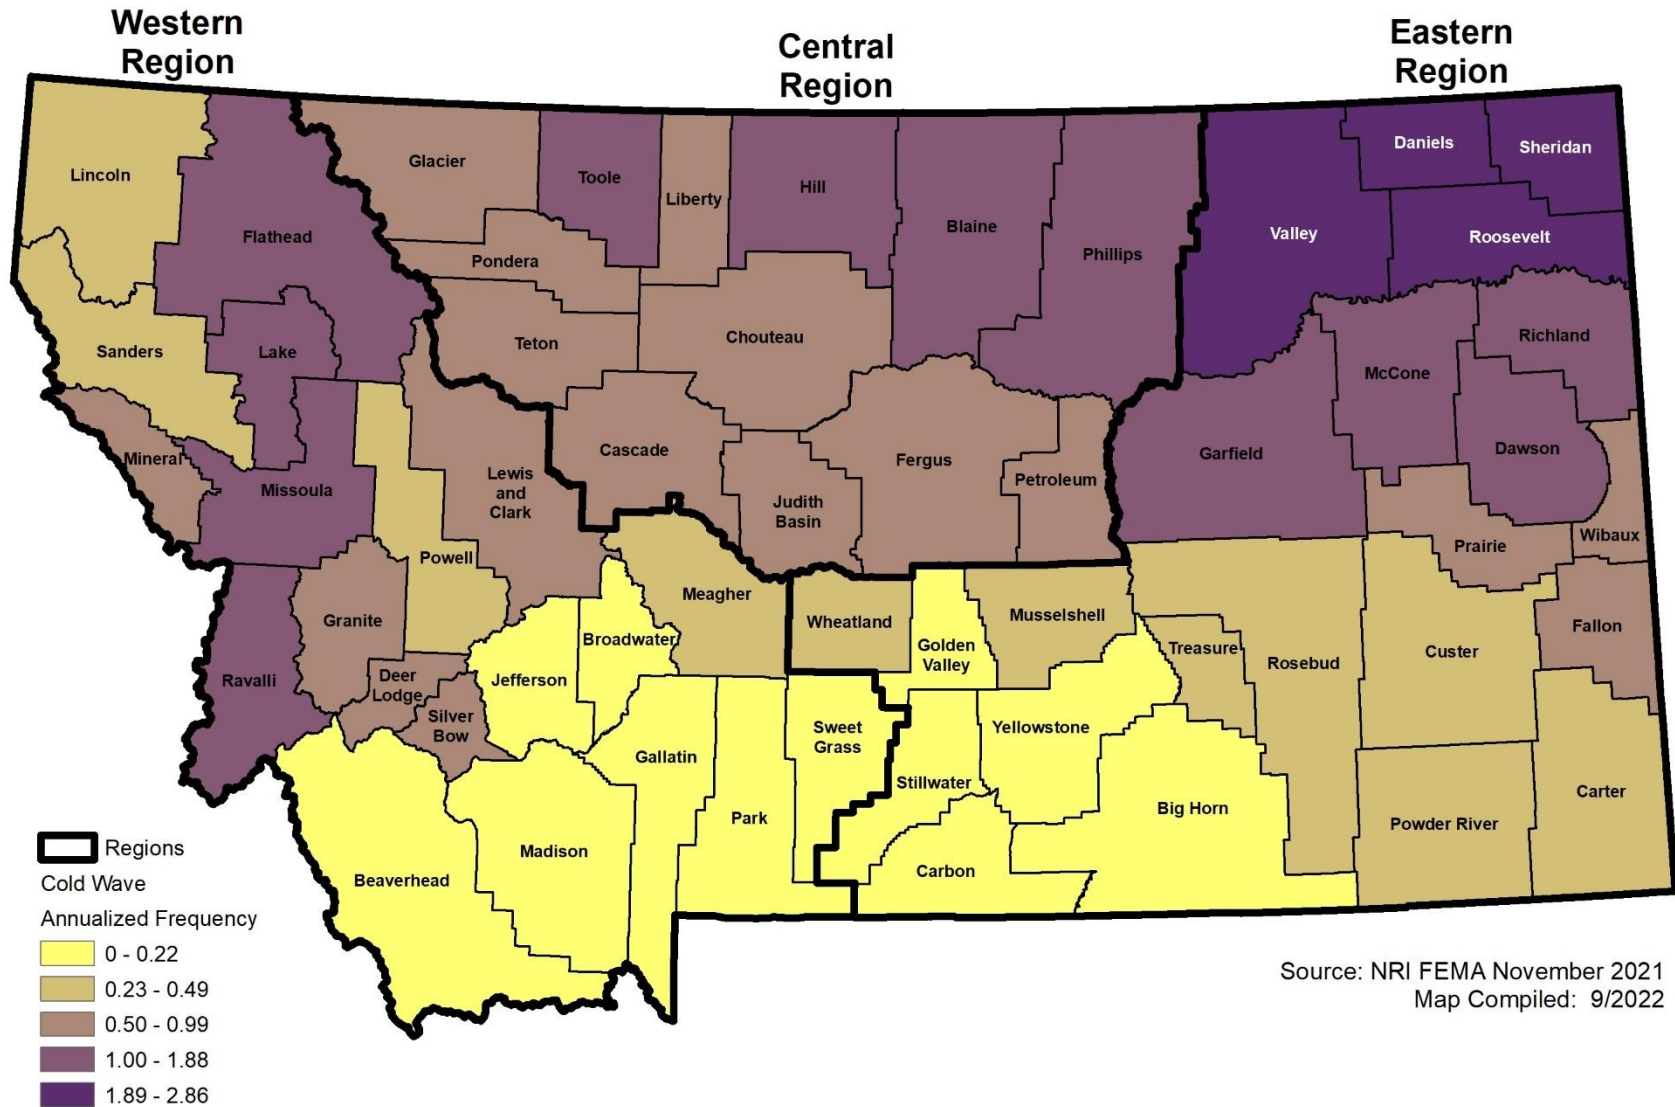 Western
Region
Central
Region
Eastern
Region
Lincoln
Flathead
Glacier
Toole
Liberty
Hill
Blaine
Phillips
Valley
Daniels
Sheridan
Roosevelt
Pondera
Teton
Chouteau
Sanders
Lake
Richland
McCone
Garfield
Dawson
Mineral
Missoula
Lewis
and
Clark
Cascade
Judith
Basin
Fergus
Petroleum
Prairie
Wibaux
Powell
Granite
Meagher
Wheatland
Golden
Valley
Musselshell
Treasure
Rosebud
Custer
Fallon
Ravalli
Deer
Lodge
Silver
Bow
Jefferson
Broadwater
Gallatin
Park
Sweet
Grass
Stillwater
Yellowstone
Big Horn
Powder River
Carter
Beaverhead
Madison
Carbon
Regions
Cold Wave
Annualized Frequency
0 - 0.22
0.23 - 0.49
0.50 - 0.99
1.00 - 1.88
1.89 - 2.86
Source: NRI FEMA November 2021
Map Compiled: 9/2022